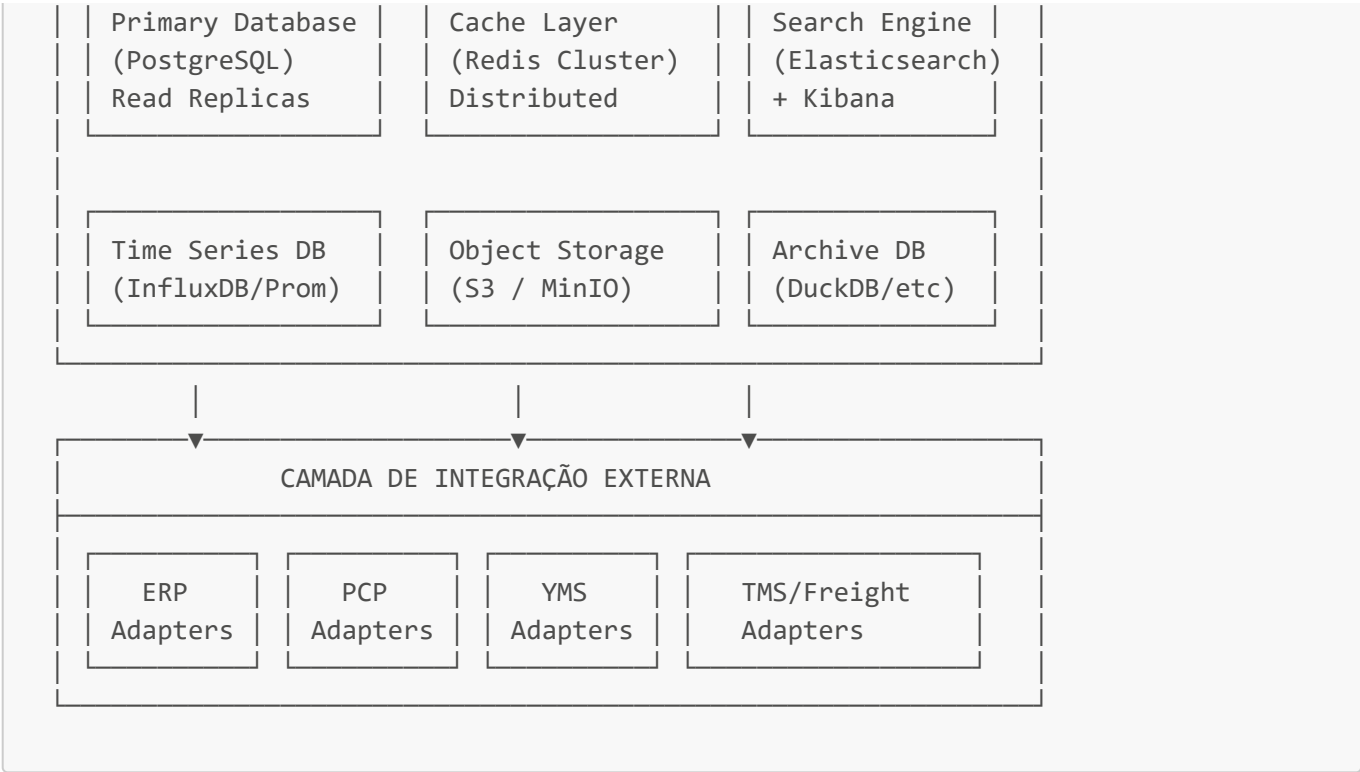 Primary Database Cache Layer Search Engine
(PostgreSQL) (Redis Cluster) (Elasticsearch)
Read Replicas Distributed + Kibana
Time Series DB Object Storage Archive DB
(InfluxDB/Prom) (S3 / MinIO) (DuckDB/etc)
CAMADA DE INTEGRAÇÃO EXTERNA
ERP PCP YMS TMS/Freight
Adapters Adapters Adapters Adapters